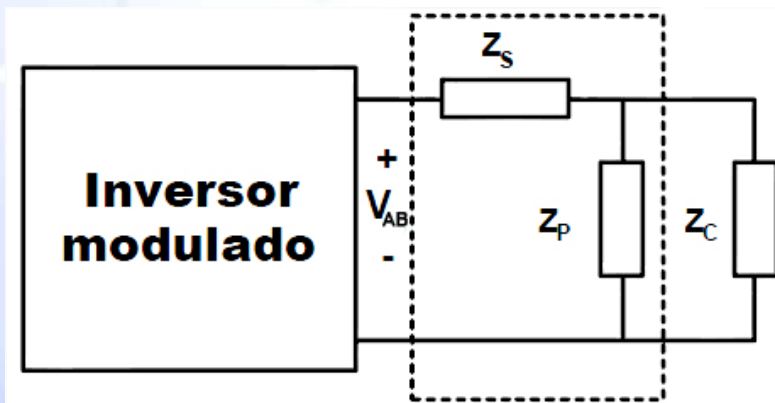 Z_S
+
Inversor
modulado
V_AB
-
Z_P
Z_C